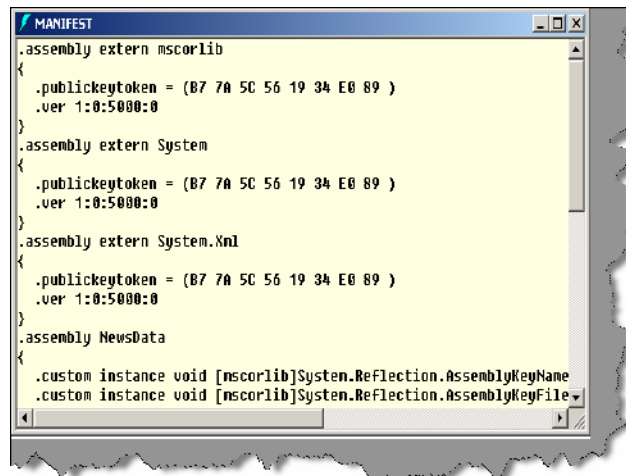 MANIFEST
.assembly extern mscorlib
{
.publickeytoken = (B7 7A 5C 56 19 34 E0 89 )
.ver 1:0:5000:0
}
.assembly extern System
{
.publickeytoken = (B7 7A 5C 56 19 34 E0 89 )
.ver 1:0:5000:0
}
.assembly extern System.Xml
{
.publickeytoken = (B7 7A 5C 56 19 34 E0 89 )
.ver 1:0:5000:0
}
.assembly NewsData
{
.custom instance void [mscorlib]System.Reflection.AssemblyKeyName
.custom instance void [mscorlib]System.Reflection.AssemblyKeyFile